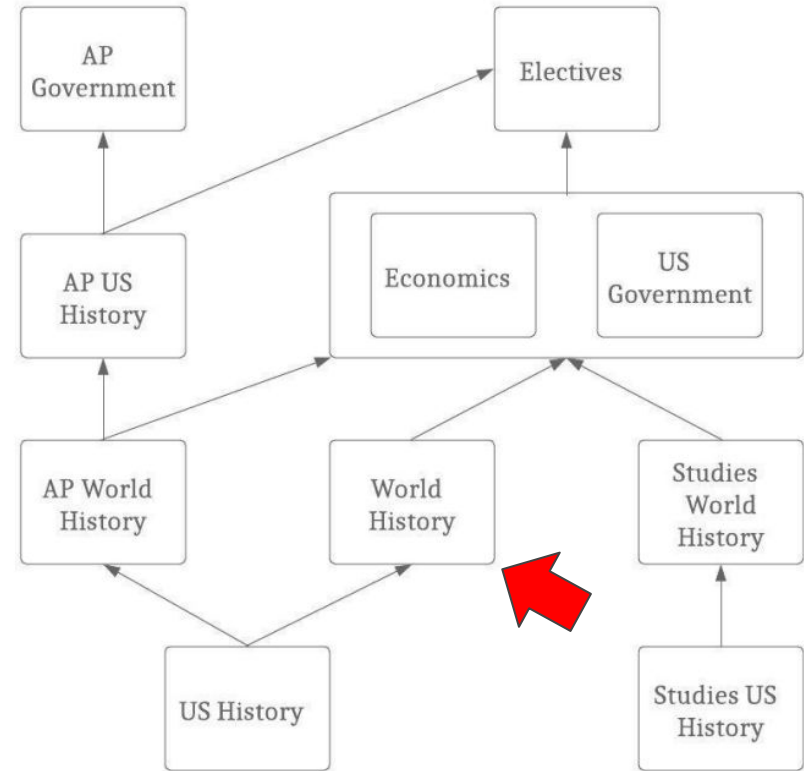 AP
Government
Electives
AP US
History
Economics
US
Government
AP World
History
World
History
Studies
World
History
US History
Studies US
History